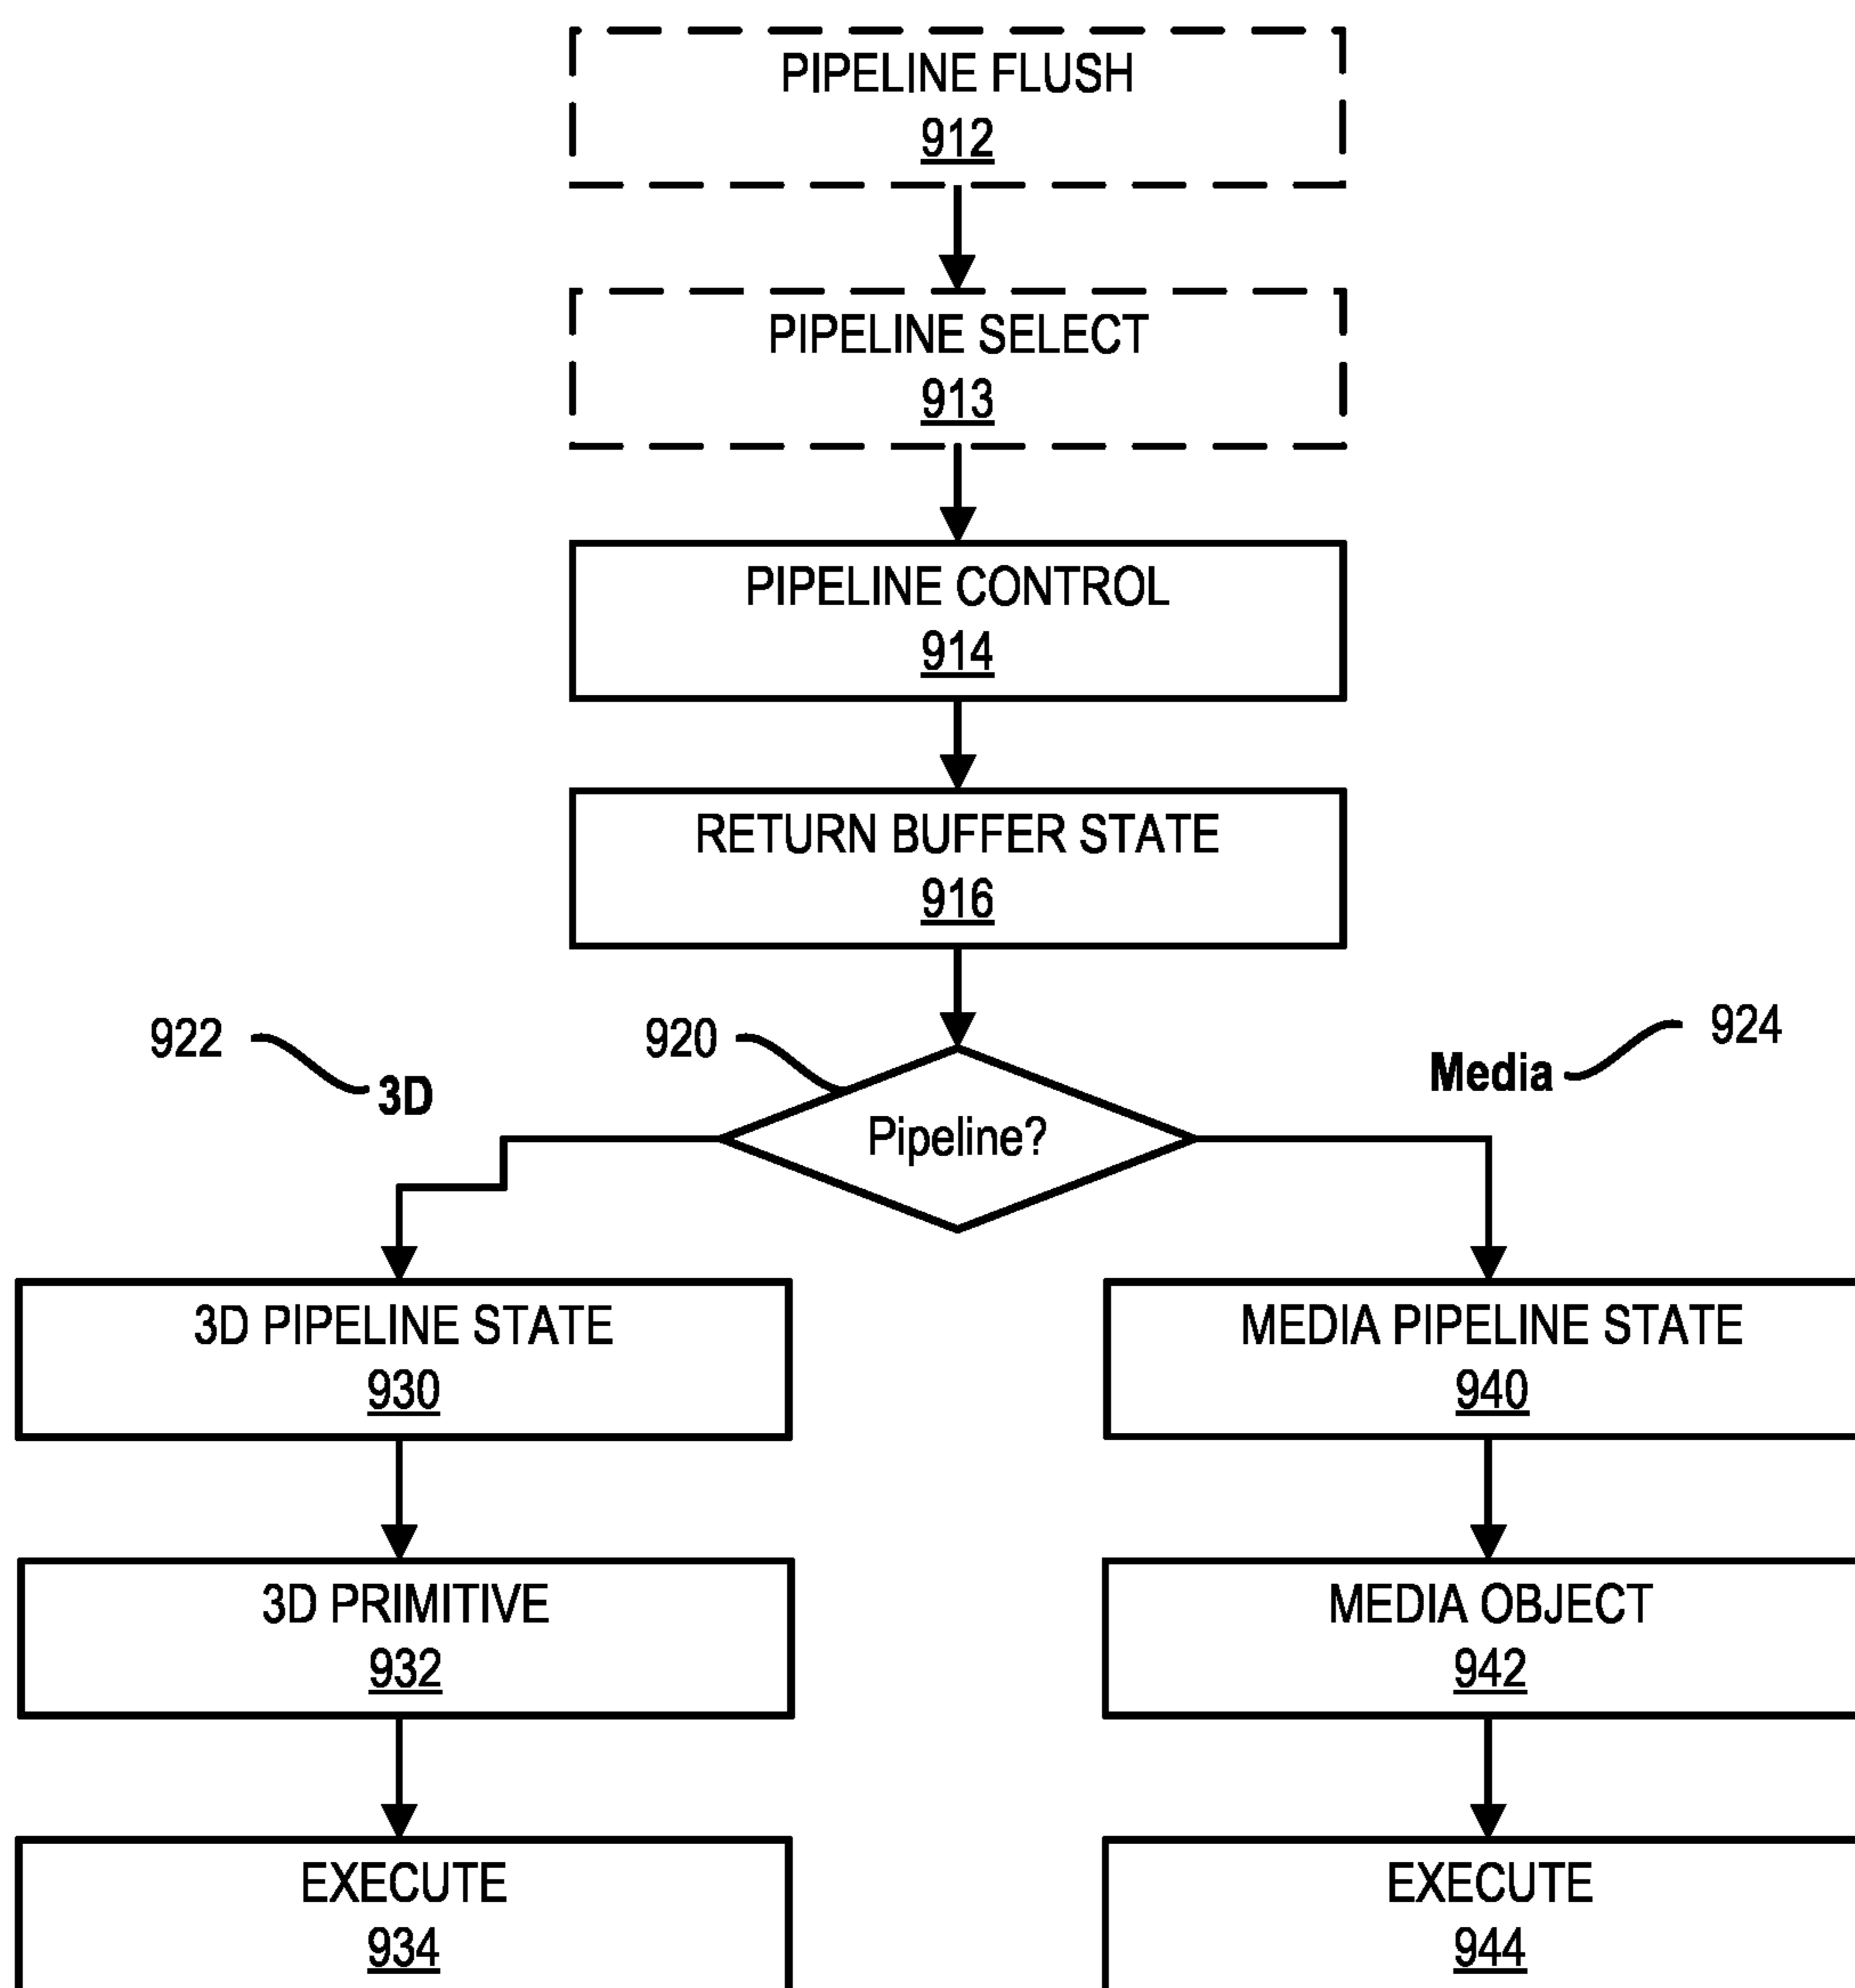 PIPELINE FLUSH
912
PIPELINE SELECT
913
PIPELINE CONTROL
914
RETURN BUFFER STATE
916
922
920
924
3D
Media
Pipeline?
3D PIPELINE STATE
930
MEDIA PIPELINE STATE
940
3D PRIMITIVE
932
MEDIA OBJECT
942
EXECUTE
934
EXECUTE
944